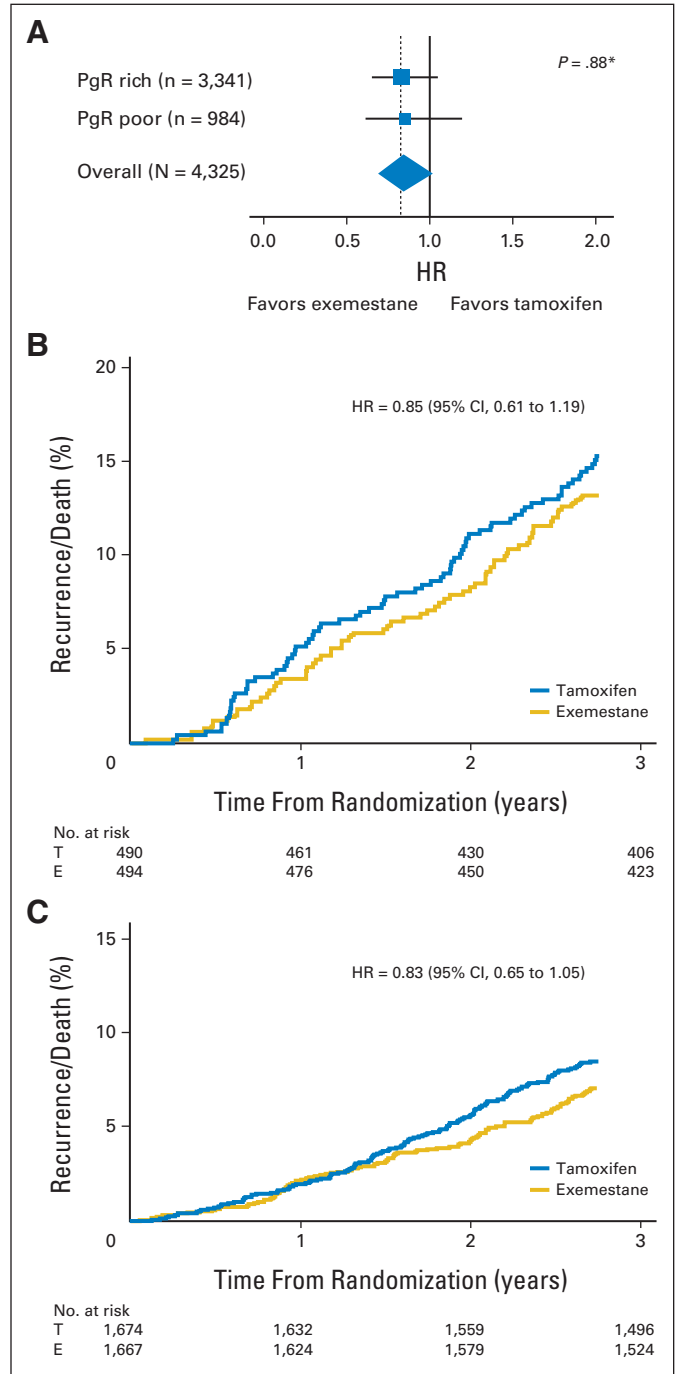 A
P = .88*
PgR rich (n = 3,341)
PgR poor (n = 984)
Overall (N = 4,325)
0.0 0.5 1.0 1.5 2.0
HR
Favors exemestane Favors tamoxifen
B
20
HR = 0.85 (95% CI, 0.61 to 1.19)
15
Recurrence/Death (%)
10
5
Tamoxifen
Exemestane
0 1 2 3
Time From Randomization (years)
No. at risk
T 490 461 430 406
E 494 476 450 423
C
15
HR = 0.83 (95% CI, 0.65 to 1.05)
Recurrence/Death (%)
10
5
Tamoxifen
Exemestane
0 1 2 3
Time From Randomization (years)
No. at risk
T 1,674 1,632 1,559 1,496
E 1,667 1,624 1,579 1,524